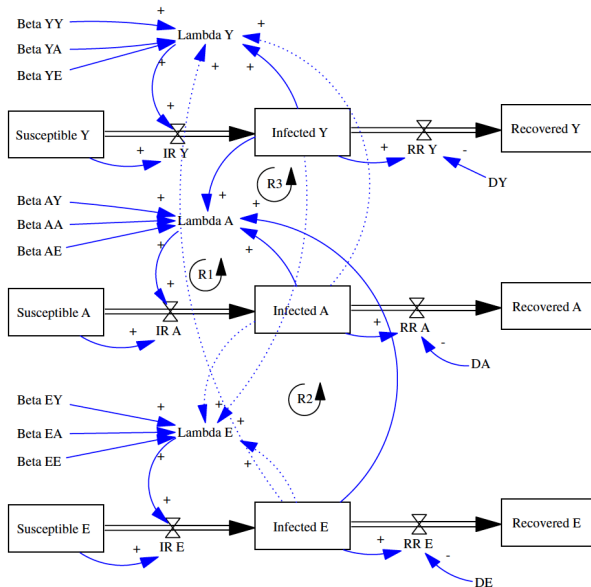 Beta YY
Beta YA
Beta YE
+
Lambda Y
+
+
+
+
+
Susceptible Y
+
+
IR Y
Infected Y
+
RR Y
-
DY
Recovered Y
R3
Beta AY
Beta AA
Beta AE
+
+
+
Lambda A
+
+
R1
Susceptible A
+
+
IR A
Infected A
+
RR A
-
DA
Recovered A
R2
Beta EY
Beta EA
Beta EE
+
+
+
Lambda E
+
+
+
Susceptible E
+
+
IR E
Infected E
+
RR E
-
DE
Recovered E